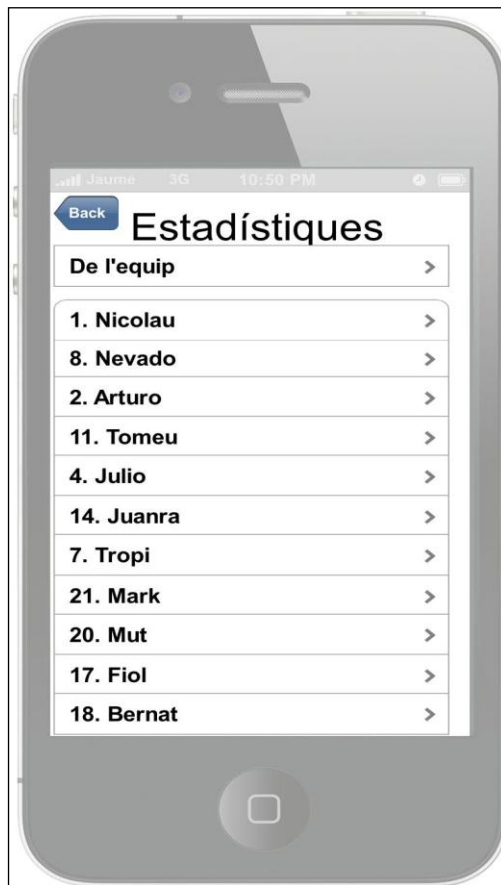 Jaume 3G 10:50 PM
Back
Estadístiques
De l'equip
1. Nicolau
8. Nevado
2. Arturo
11. Tomeu
4. Julio
14. Juanra
7. Tropi
21. Mark
20. Mut
17. Fiol
18. Bernat